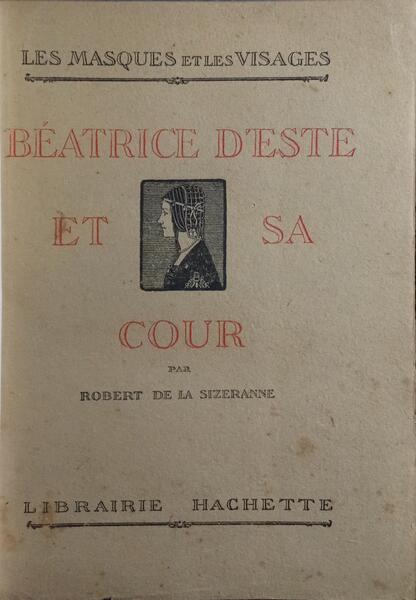 LES MASQUES ET LES VISAGES
BÉATRICE D'ESTE
ET SA
COUR
PAR
ROBERT DE LA SIZERANNE
LIBRAIRIE HACHETTE